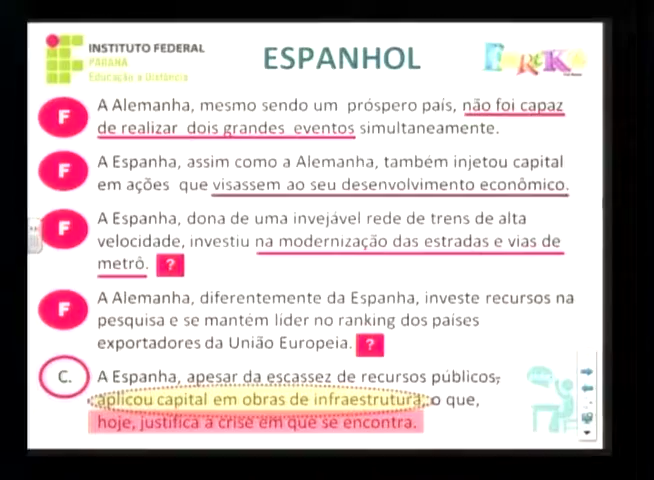 INSTITUTO FEDERAL
PARANÁ
Educação a Distância
ESPANHOL
EUREKA
F
A Alemanha, mesmo sendo um próspero país, não foi capaz
de realizar dois grandes eventos simultaneamente.
F
A Espanha, assim como a Alemanha, também injetou capital
em ações que visassem ao seu desenvolvimento econômico.
F
A Espanha, dona de uma invejável rede de trens de alta
velocidade, investiu na modernização das estradas e vias de
metrô. ?
F
A Alemanha, diferentemente da Espanha, investe recursos na
pesquisa e se mantém líder no ranking dos países
exportadores da União Europeia. ?
C.
A Espanha, apesar da escassez de recursos públicos,
aplicou capital em obras de infraestrutura, o que,
hoje, justifica a crise em que se encontra.